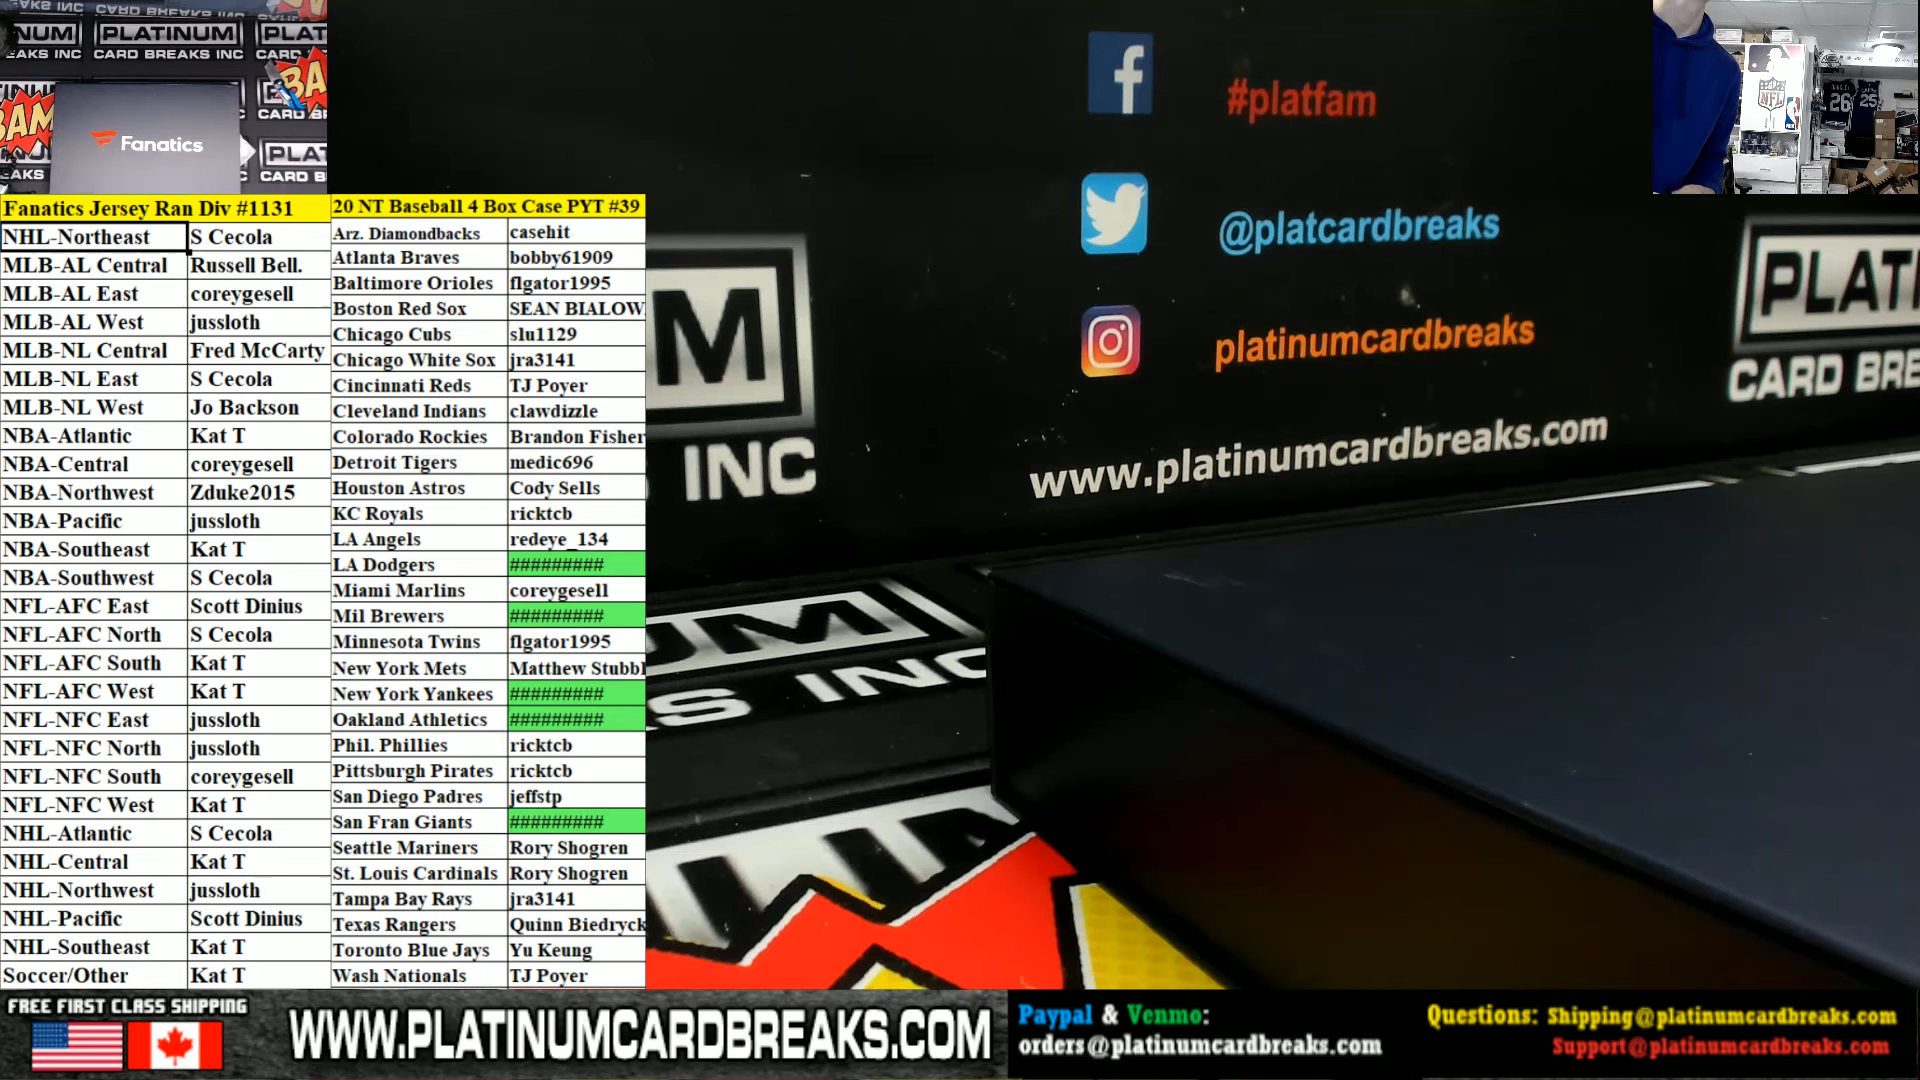 PLATINUM
CARD BREAKS INC
Fanatics
#platfam
@platcardbreaks
platinumcardbreaks
www.platinumcardbreaks.com
INC
NFL
26
25
Fanatics Jersey Ran Div #1131
NHL-Northeast S Cecola
MLB-AL Central Russell Bell.
MLB-AL East coreygesell
MLB-AL West jussloth
MLB-NL Central Fred McCarty
MLB-NL East S Cecola
MLB-NL West Jo Backson
NBA-Atlantic Kat T
NBA-Central coreygesell
NBA-Northwest Zduke2015
NBA-Pacific jussloth
NBA-Southeast Kat T
NBA-Southwest S Cecola
NFL-AFC East Scott Dinius
NFL-AFC North S Cecola
NFL-AFC South Kat T
NFL-AFC West Kat T
NFL-NFC East jussloth
NFL-NFC North jussloth
NFL-NFC South coreygesell
NFL-NFC West Kat T
NHL-Atlantic S Cecola
NHL-Central Kat T
NHL-Northwest jussloth
NHL-Pacific Scott Dinius
NHL-Southeast Kat T
Soccer/Other Kat T
20 NT Baseball 4 Box Case PYT #39
Arz. Diamondbacks casehit
Atlanta Braves bobby61909
Baltimore Orioles flgator1995
Boston Red Sox SEAN BIALOW
Chicago Cubs slu1129
Chicago White Sox jra3141
Cincinnati Reds TJ Poyer
Cleveland Indians clawdizzle
Colorado Rockies Brandon Fisher
Detroit Tigers medic696
Houston Astros Cody Sells
KC Royals ricktcb
LA Angels redeye_134
LA Dodgers #########
Miami Marlins coreygesell
Mil Brewers #########
Minnesota Twins flgator1995
New York Mets Matthew Stubbl
New York Yankees #########
Oakland Athletics #########
Phil. Phillies ricktcb
Pittsburgh Pirates ricktcb
San Diego Padres jeffstp
San Fran Giants #########
Seattle Mariners Rory Shogren
St. Louis Cardinals Rory Shogren
Tampa Bay Rays jra3141
Texas Rangers Quinn Biedryck
Toronto Blue Jays Yu Keung
Wash Nationals TJ Poyer
FREE FIRST CLASS SHIPPING
WWW.PLATINUMCARDBREAKS.COM
Paypal & Venmo:
orders@platinumcardbreaks.com
Questions: Shipping@platinumcardbreaks.com
Support@platinumcardbreaks.com